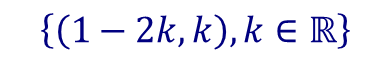 {(1 − 2k, k), k ∈ ℝ}